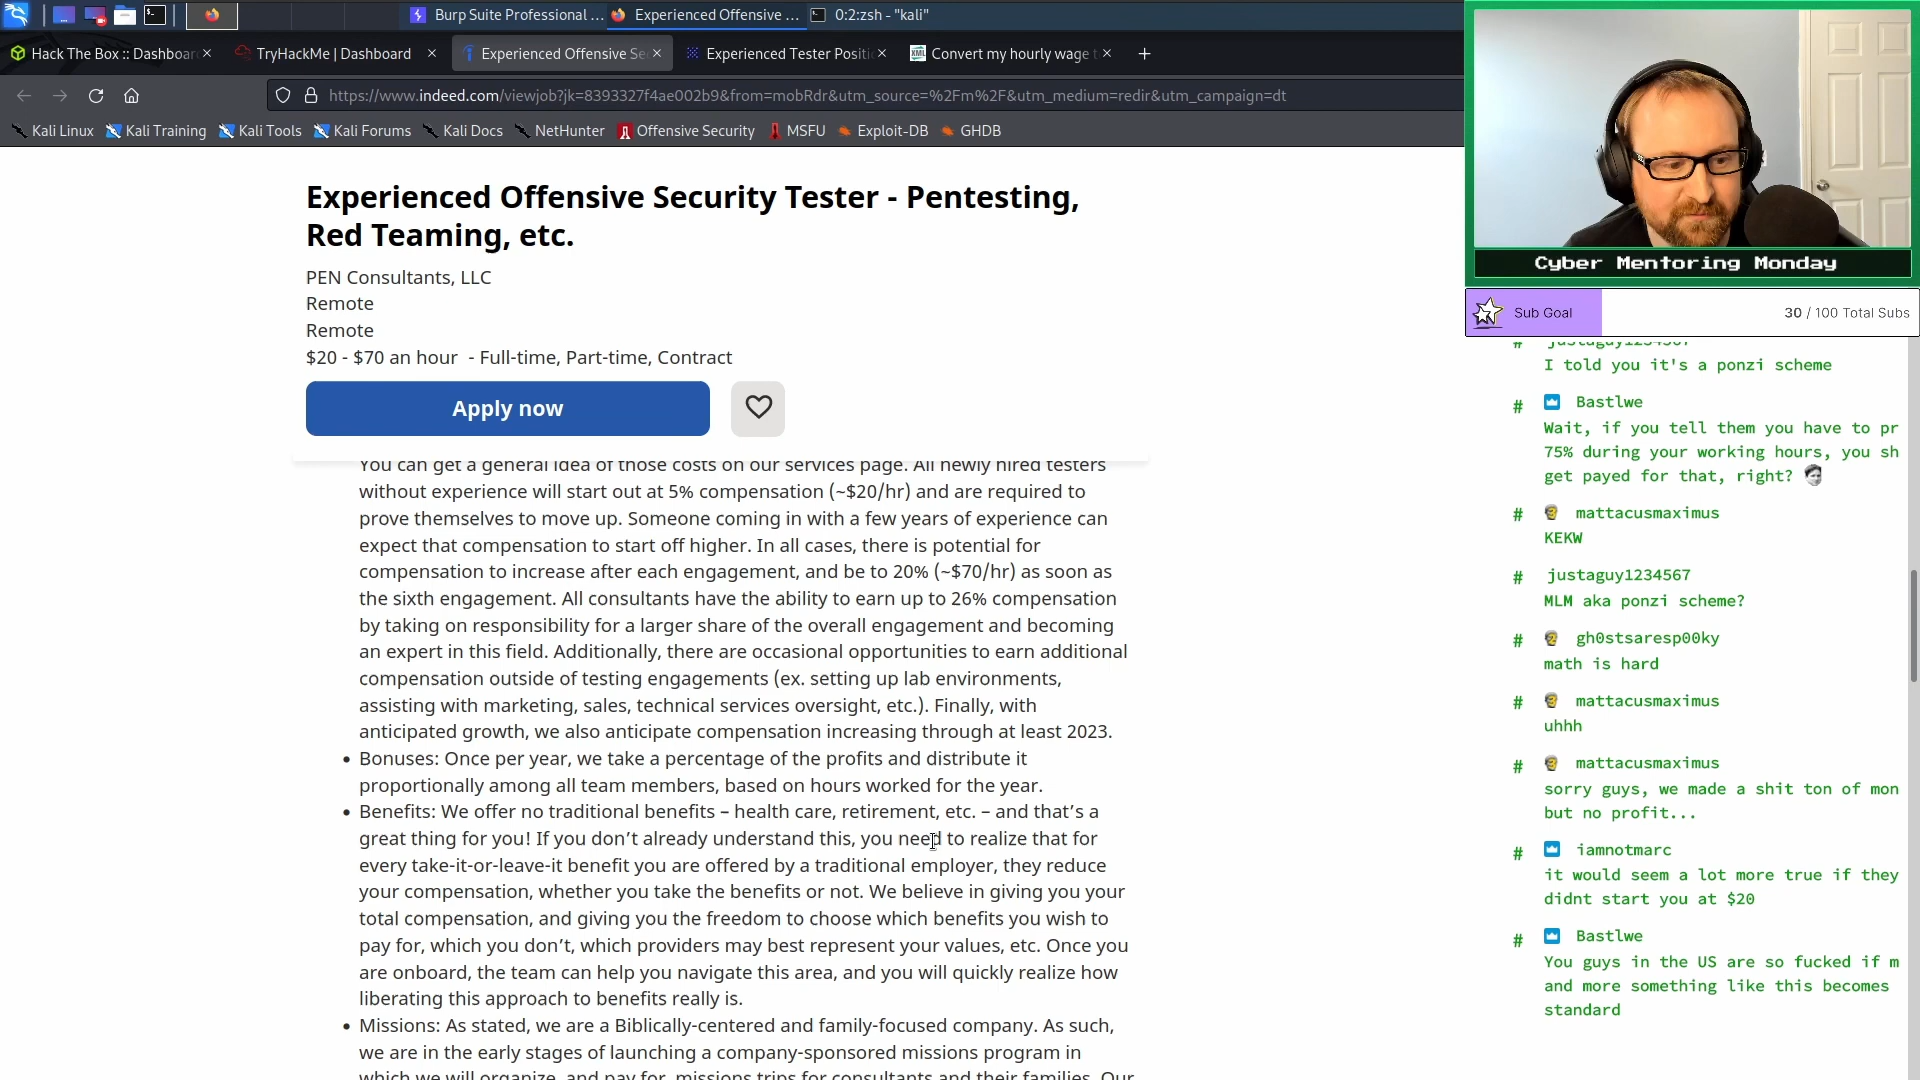 Burp Suite Professional ...
Experienced Offensive ...
0:2:zsh - "kali"
Hack The Box :: Dashboar
TryHackMe | Dashboard
Experienced Offensive Se
Experienced Tester Positi
Convert my hourly wage t
https://www.indeed.com/viewjob?jk=8393327f4ae002b9&from=mobRdr&utm_source=%2Fm%2F&utm_medium=redir&utm_campaign=dt
Kali Linux
Kali Training
Kali Tools
Kali Forums
Kali Docs
NetHunter
Offensive Security
MSFU
Exploit-DB
GHDB
Experienced Offensive Security Tester - Pentesting,
Red Teaming, etc.
PEN Consultants, LLC
Remote
Remote
$20 - $70 an hour - Full-time, Part-time, Contract
Apply now
You can get a general idea of those costs on our services page. All newly hired testers
without experience will start out at 5% compensation (~$20/hr) and are required to
prove themselves to move up. Someone coming in with a few years of experience can
expect that compensation to start off higher. In all cases, there is potential for
compensation to increase after each engagement, and be to 20% (~$70/hr) as soon as
the sixth engagement. All consultants have the ability to earn up to 26% compensation
by taking on responsibility for a larger share of the overall engagement and becoming
an expert in this field. Additionally, there are occasional opportunities to earn additional
compensation outside of testing engagements (ex. setting up lab environments,
assisting with marketing, sales, technical services oversight, etc.). Finally, with
anticipated growth, we also anticipate compensation increasing through at least 2023.
• Bonuses: Once per year, we take a percentage of the profits and distribute it
proportionally among all team members, based on hours worked for the year.
• Benefits: We offer no traditional benefits – health care, retirement, etc. – and that's a
great thing for you! If you don't already understand this, you need to realize that for
every take-it-or-leave-it benefit you are offered by a traditional employer, they reduce
your compensation, whether you take the benefits or not. We believe in giving you your
total compensation, and giving you the freedom to choose which benefits you wish to
pay for, which you don't, which providers may best represent your values, etc. Once you
are onboard, the team can help you navigate this area, and you will quickly realize how
liberating this approach to benefits really is.
• Missions: As stated, we are a Biblically-centered and family-focused company. As such,
we are in the early stages of launching a company-sponsored missions program in
which we will organize, and pay for, missions trips for consultants and their families. Our
Cyber Mentoring Monday
Sub Goal
30 / 100 Total Subs
# justaguy1234567
I told you it's a ponzi scheme
# Bastlwe
Wait, if you tell them you have to pr
75% during your working hours, you sh
get payed for that, right?
# mattacusmaximus
KEKW
# justaguy1234567
MLM aka ponzi scheme?
# gh0stsaresp00ky
math is hard
# mattacusmaximus
uhhh
# mattacusmaximus
sorry guys, we made a shit ton of mon
but no profit...
# iamnotmarc
it would seem a lot more true if they
didnt start you at $20
# Bastlwe
You guys in the US are so fucked if m
and more something like this becomes
standard